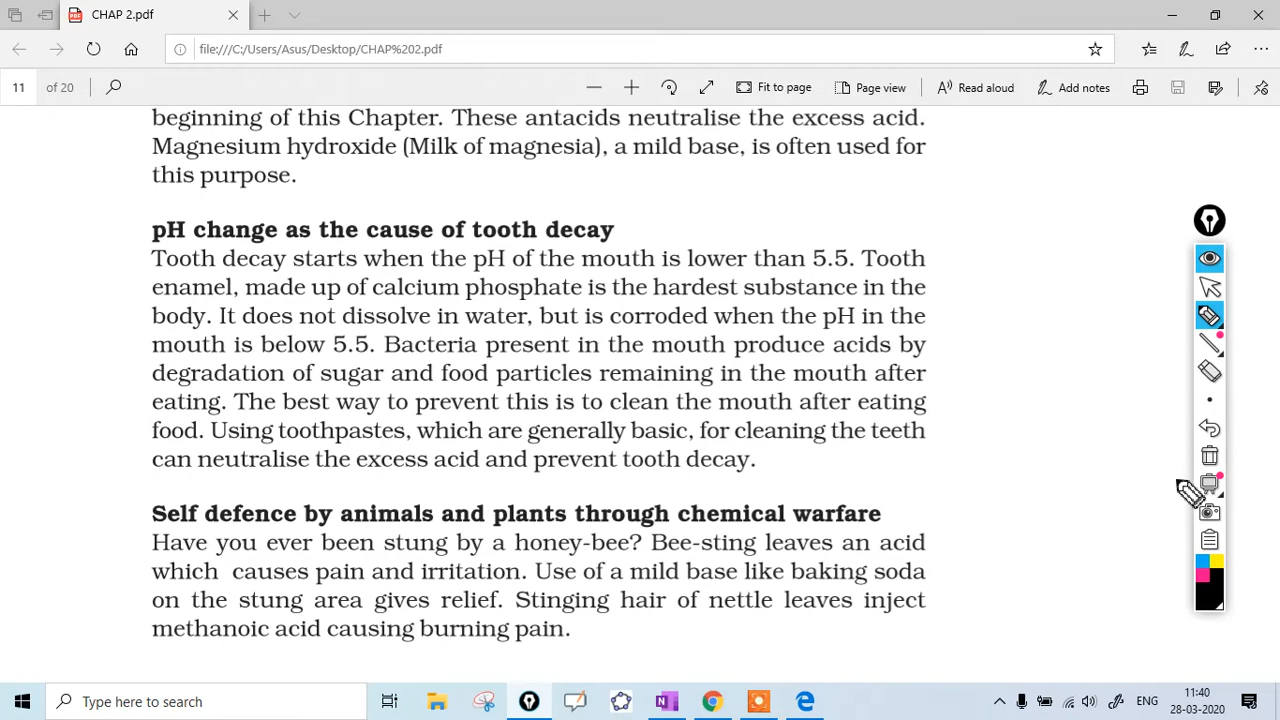 CHAP 2.pdf
file:///C:/Users/Asus/Desktop/CHAP%202.pdf
11 of 20 Fit to page Page view Read aloud Add notes
beginning of this Chapter. These antacids neutralise the excess acid.
Magnesium hydroxide (Milk of magnesia), a mild base, is often used for
this purpose.
pH change as the cause of tooth decay
Tooth decay starts when the pH of the mouth is lower than 5.5. Tooth
enamel, made up of calcium phosphate is the hardest substance in the
body. It does not dissolve in water, but is corroded when the pH in the
mouth is below 5.5. Bacteria present in the mouth produce acids by
degradation of sugar and food particles remaining in the mouth after
eating. The best way to prevent this is to clean the mouth after eating
food. Using toothpastes, which are generally basic, for cleaning the teeth
can neutralise the excess acid and prevent tooth decay.
Self defence by animals and plants through chemical warfare
Have you ever been stung by a honey-bee? Bee-sting leaves an acid
which causes pain and irritation. Use of a mild base like baking soda
on the stung area gives relief. Stinging hair of nettle leaves inject
methanoic acid causing burning pain.
Type here to search
ENG
11:40
28-03-2020